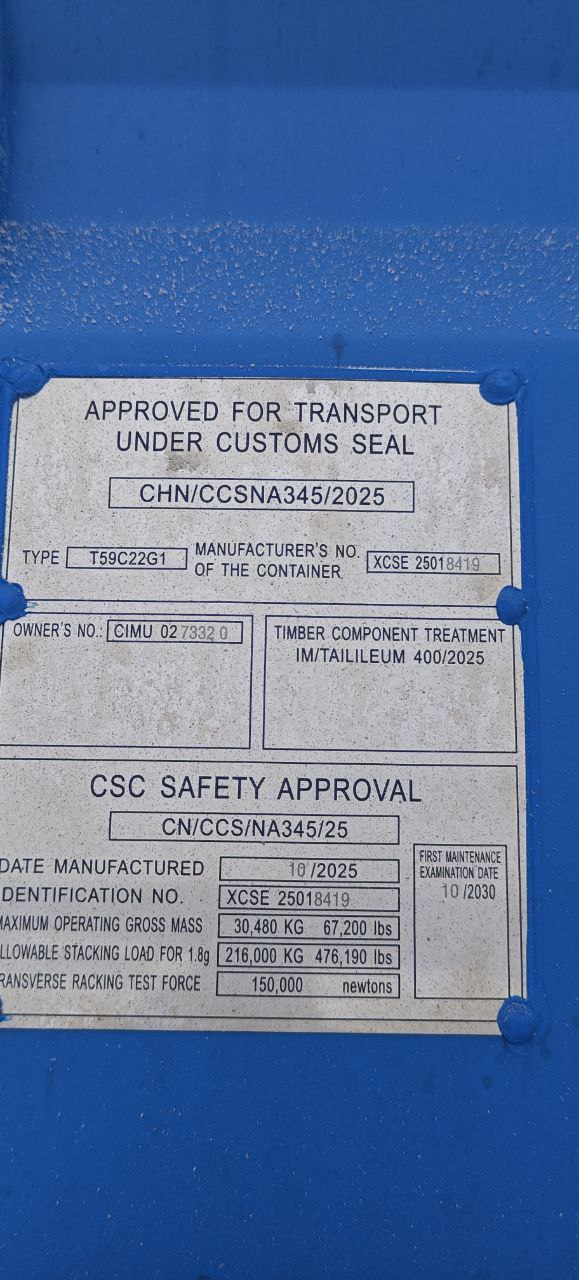 APPROVED FOR TRANSPORT
UNDER CUSTOMS SEAL
CHN/CCSNA345/2025
TYPE T59C22G1
MANUFACTURER'S NO.
OF THE CONTAINER
XCSE 25018419
OWNER'S NO.: CIMU 027332 0
TIMBER COMPONENT TREATMENT
IM/TAILILEUM 400/2025
CSC SAFETY APPROVAL
CN/CCS/NA345/25
DATE MANUFACTURED 10/2025
DENTIFICATION NO. XCSE 25018419
MAXIMUM OPERATING GROSS MASS 30,480 KG 67,200 lbs
LLOWABLE STACKING LOAD FOR 1.8g 216,000 KG 476,190 lbs
RANSVERSE RACKING TEST FORCE 150,000 newtons
FIRST MAINTENANCE
EXAMINATION DATE
10/2030